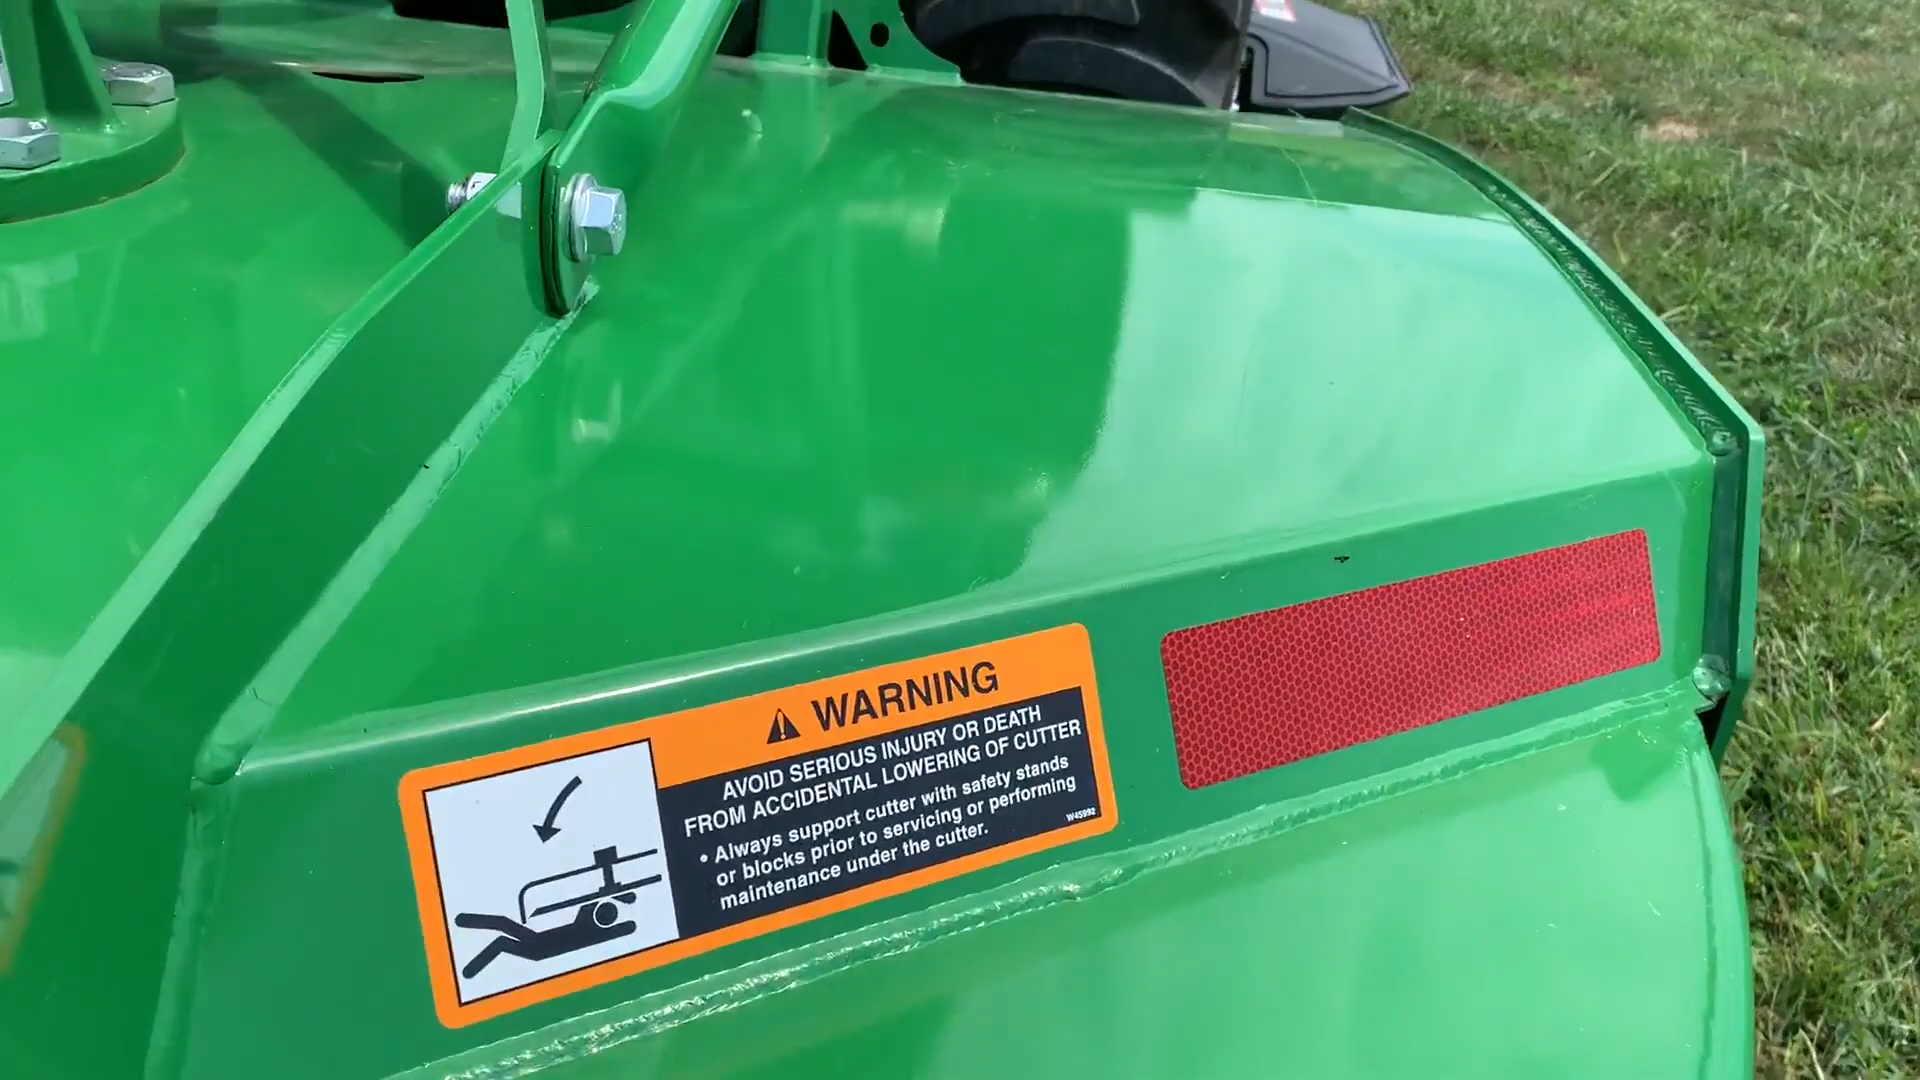 WARNING
AVOID SERIOUS INJURY OR DEATH
FROM ACCIDENTAL LOWERING OF CUTTER
• Always support cutter with safety stands
or blocks prior to servicing or performing
maintenance under the cutter.
W45992